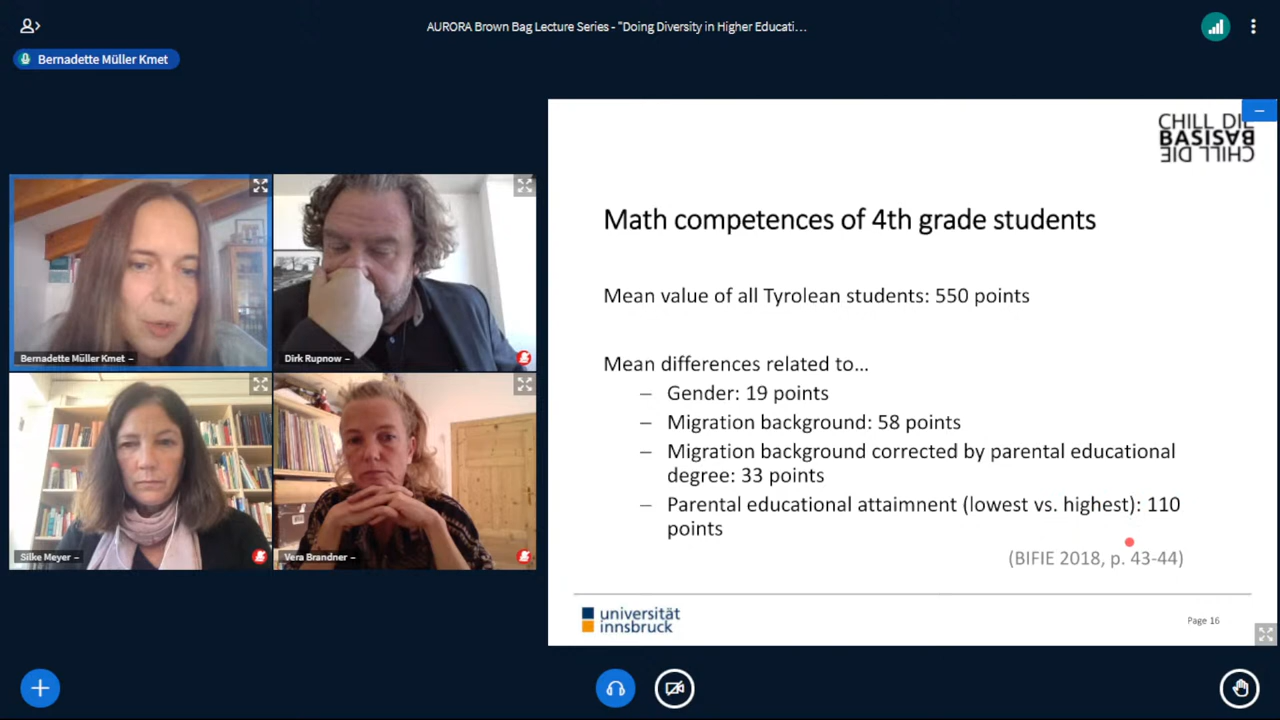 AURORA Brown Bag Lecture Series - "Doing Diversity in Higher Educati...
Bernadette Müller Kmet
CHILL DIE
BASIS
CHILL DIE
Math competences of 4th grade students
Mean value of all Tyrolean students: 550 points
Mean differences related to...
– Gender: 19 points
– Migration background: 58 points
– Migration background corrected by parental educational
degree: 33 points
– Parental educational attaimnent (lowest vs. highest): 110
points
(BIFIE 2018, p. 43-44)
universität
innsbruck
Page 16
Bernadette Müller Kmet
Dirk Rupnow
Silke Meyer
Vera Brandner